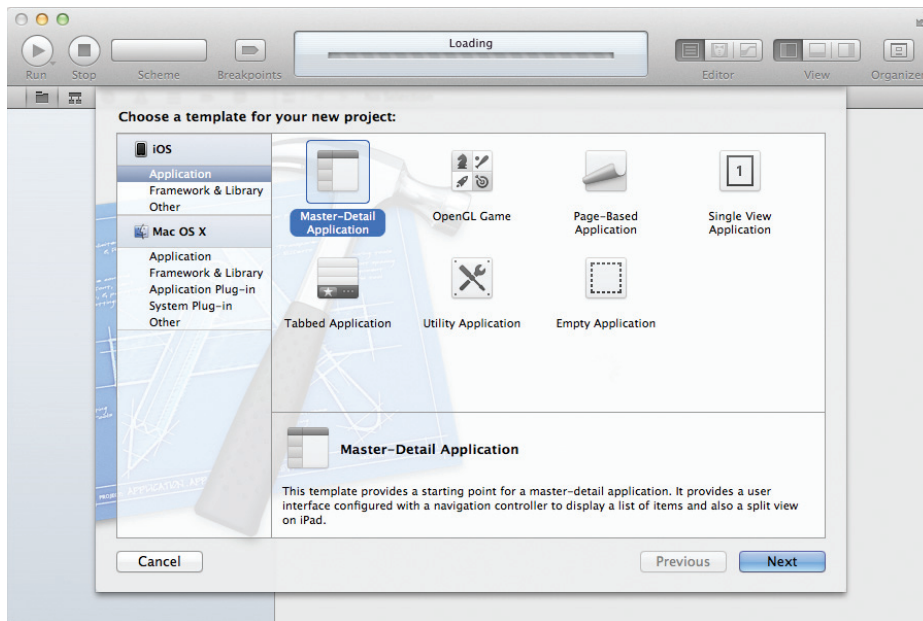 Loading
Run Stop Scheme Breakpoints Editor View Organizer
Choose a template for your new project:
iOS
Application
Framework & Library
Other
Mac OS X
Application
Framework & Library
Application Plug-in
System Plug-in
Other
Master-Detail
Application
OpenGL Game
Page-Based
Application
Single View
Application
1
Tabbed Application
Utility Application
Empty Application
Master-Detail Application
This template provides a starting point for a master-detail application. It provides a user
interface configured with a navigation controller to display a list of items and also a split view
on iPad.
Cancel
Previous
Next